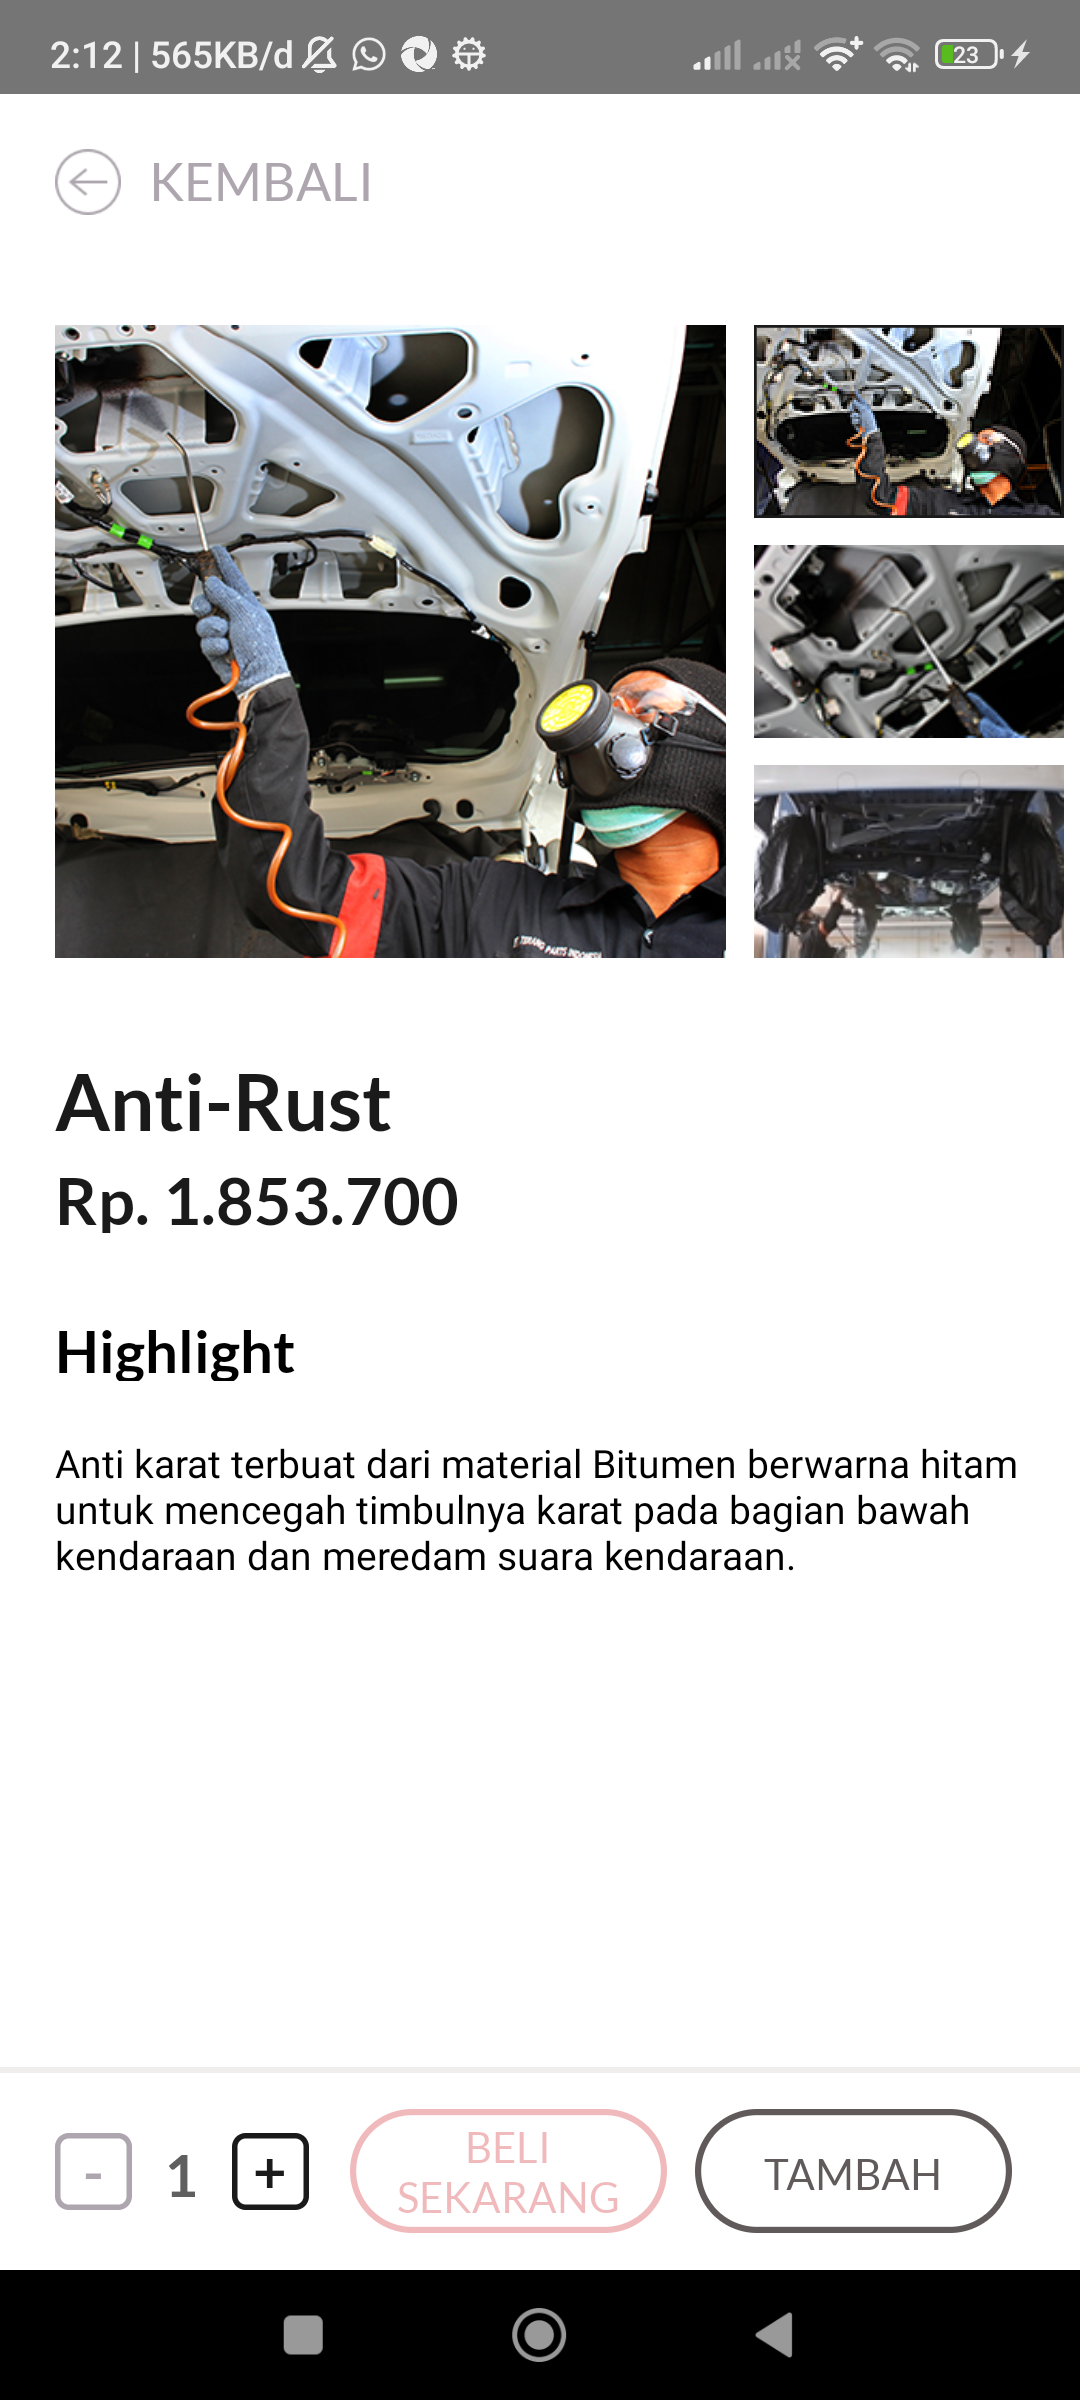 2:12 | 565KB/d
23
KEMBALI
Anti-Rust
Rp. 1.853.700
Highlight
Anti karat terbuat dari material Bitumen berwarna hitam
untuk mencegah timbulnya karat pada bagian bawah
kendaraan dan meredam suara kendaraan.
- 1 +
BELI
SEKARANG
TAMBAH